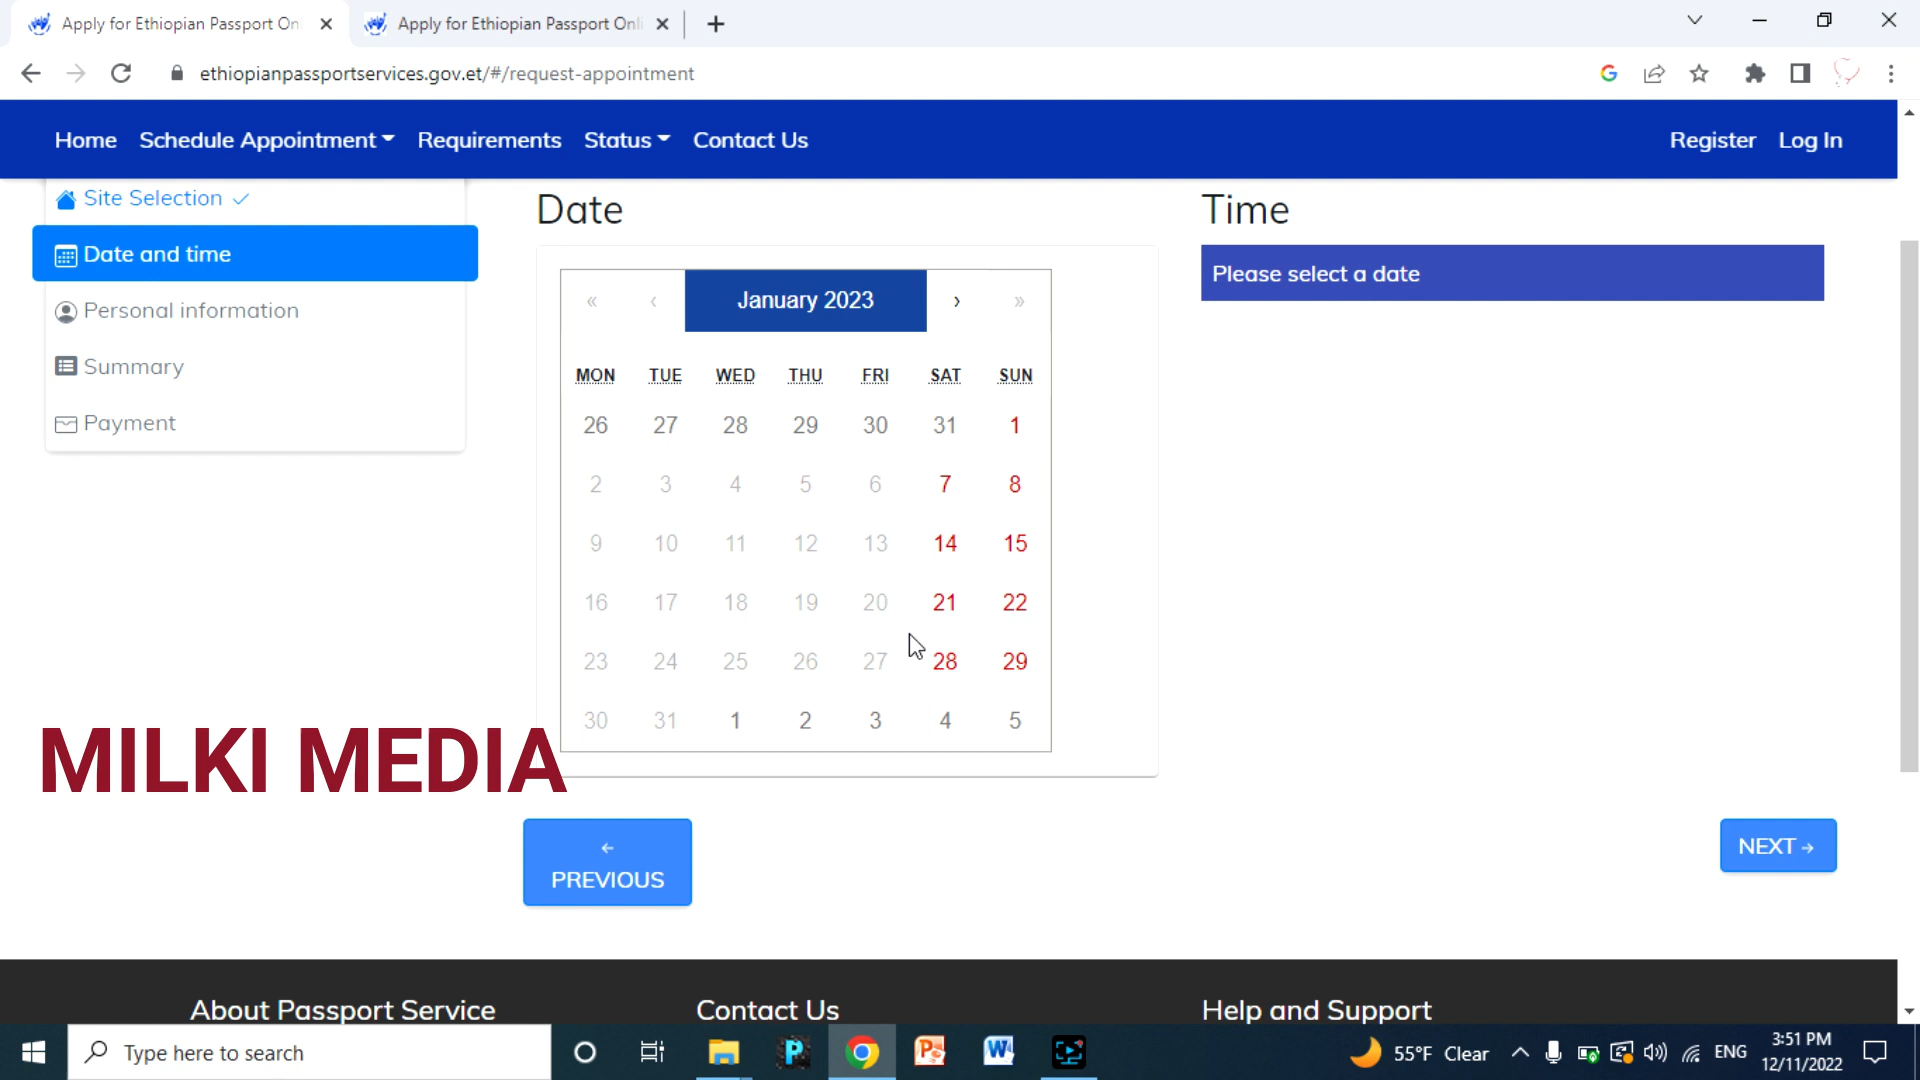 Apply for Ethiopian Passport On
Apply for Ethiopian Passport Onli
ethiopianpassportservices.gov.et/#/request-appointment
Home Schedule Appointment Requirements Status Contact Us Register Log In
Site Selection
Date and time
Personal information
Summary
Payment
Date
« ‹ January 2023 › »
MON TUE WED THU FRI SAT SUN
26 27 28 29 30 31 1
2 3 4 5 6 7 8
9 10 11 12 13 14 15
16 17 18 19 20 21 22
23 24 25 26 27 28 29
30 31 1 2 3 4 5
Time
Please select a date
MILKI MEDIA
← PREVIOUS
NEXT →
About Passport Service Contact Us Help and Support
Type here to search
55°F Clear
ENG
3:51 PM
12/11/2022